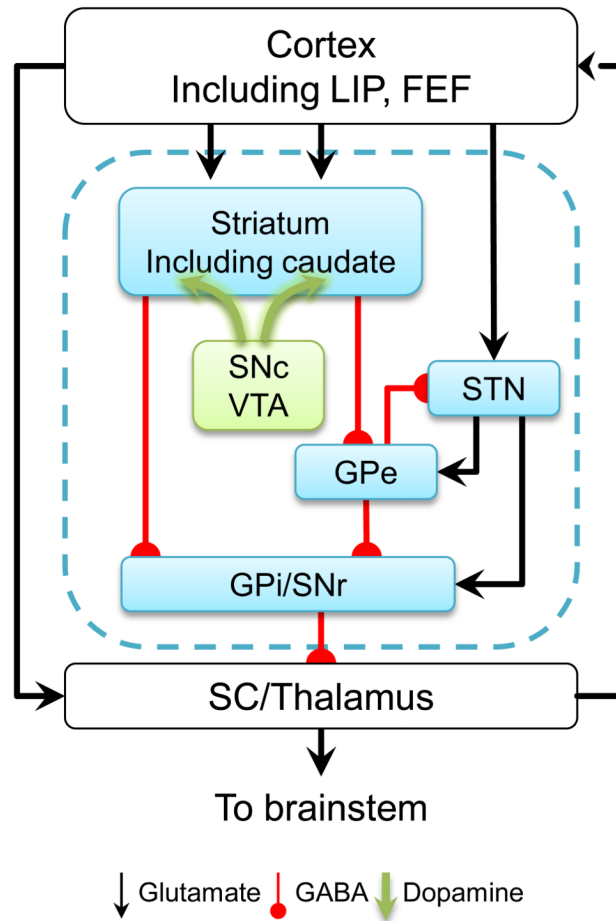 Cortex
Including LIP, FEF
Striatum
Including caudate
SNc
VTA
STN
GPe
GPi/SNr
SC/Thalamus
To brainstem
Glutamate
GABA
Dopamine